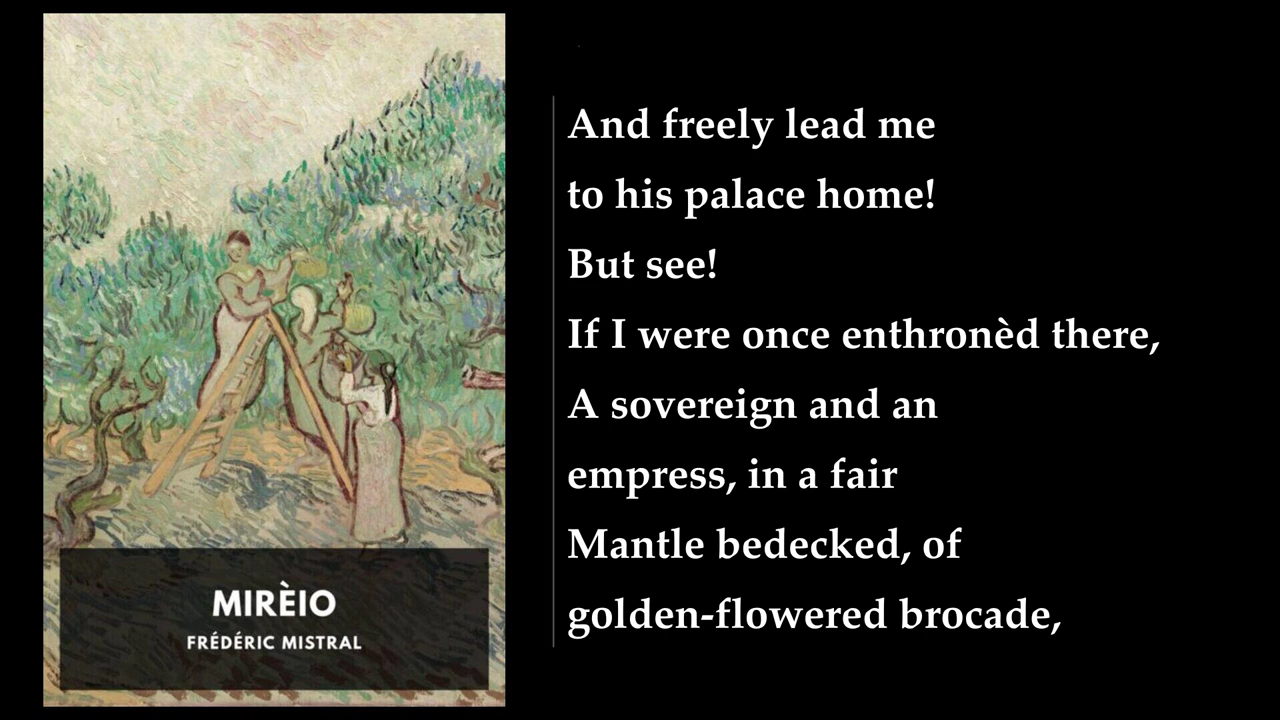 MIRÈIO
FRÉDÉRIC MISTRAL
And freely lead me
to his palace home!
But see!
If I were once enthronèd there,
A sovereign and an
empress, in a fair
Mantle bedecked, of
golden-flowered brocade,